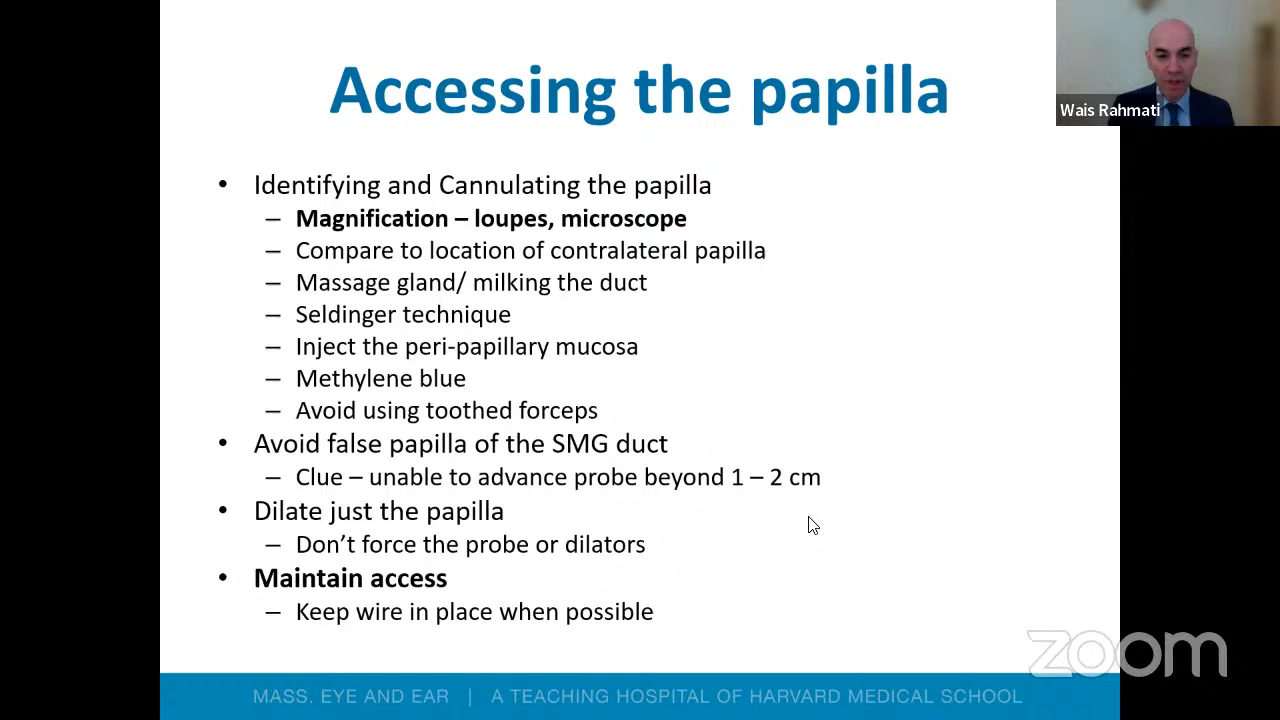 Accessing the papilla
Wais Rahmati
• Identifying and Cannulating the papilla
– Magnification – loupes, microscope
– Compare to location of contralateral papilla
– Massage gland/ milking the duct
– Seldinger technique
– Inject the peri-papillary mucosa
– Methylene blue
– Avoid using toothed forceps
• Avoid false papilla of the SMG duct
– Clue – unable to advance probe beyond 1 – 2 cm
• Dilate just the papilla
– Don’t force the probe or dilators
• Maintain access
– Keep wire in place when possible
zoom
MASS. EYE AND EAR | A TEACHING HOSPITAL OF HARVARD MEDICAL SCHOOL